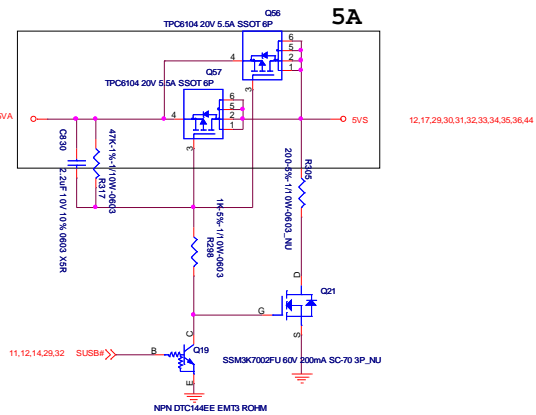 Q56
5A
TPC6104 20V 5.5A SSOT 6P
6
5
2
1
4
3
Q57
TPC6104 20V 5.5A SSOT 6P
6
5
2
1
4
3
5VA
5VS
12,17,29,30,31,32,33,34,35,36,44
C830
2.2uF 10V 10% 0603 X5R
47K-1%-1/10W-0603
R317
1K-5%-1/10W-0603
R298
R305
200-5%-1/10W-0603_NU
D
Q21
G
S
SSM3K7002FU 60V 200mA SC-70 3P_NU
11,12,14,29,32
SUSB#
B
C
Q19
E
NPN DTC144EE EMT3 ROHM